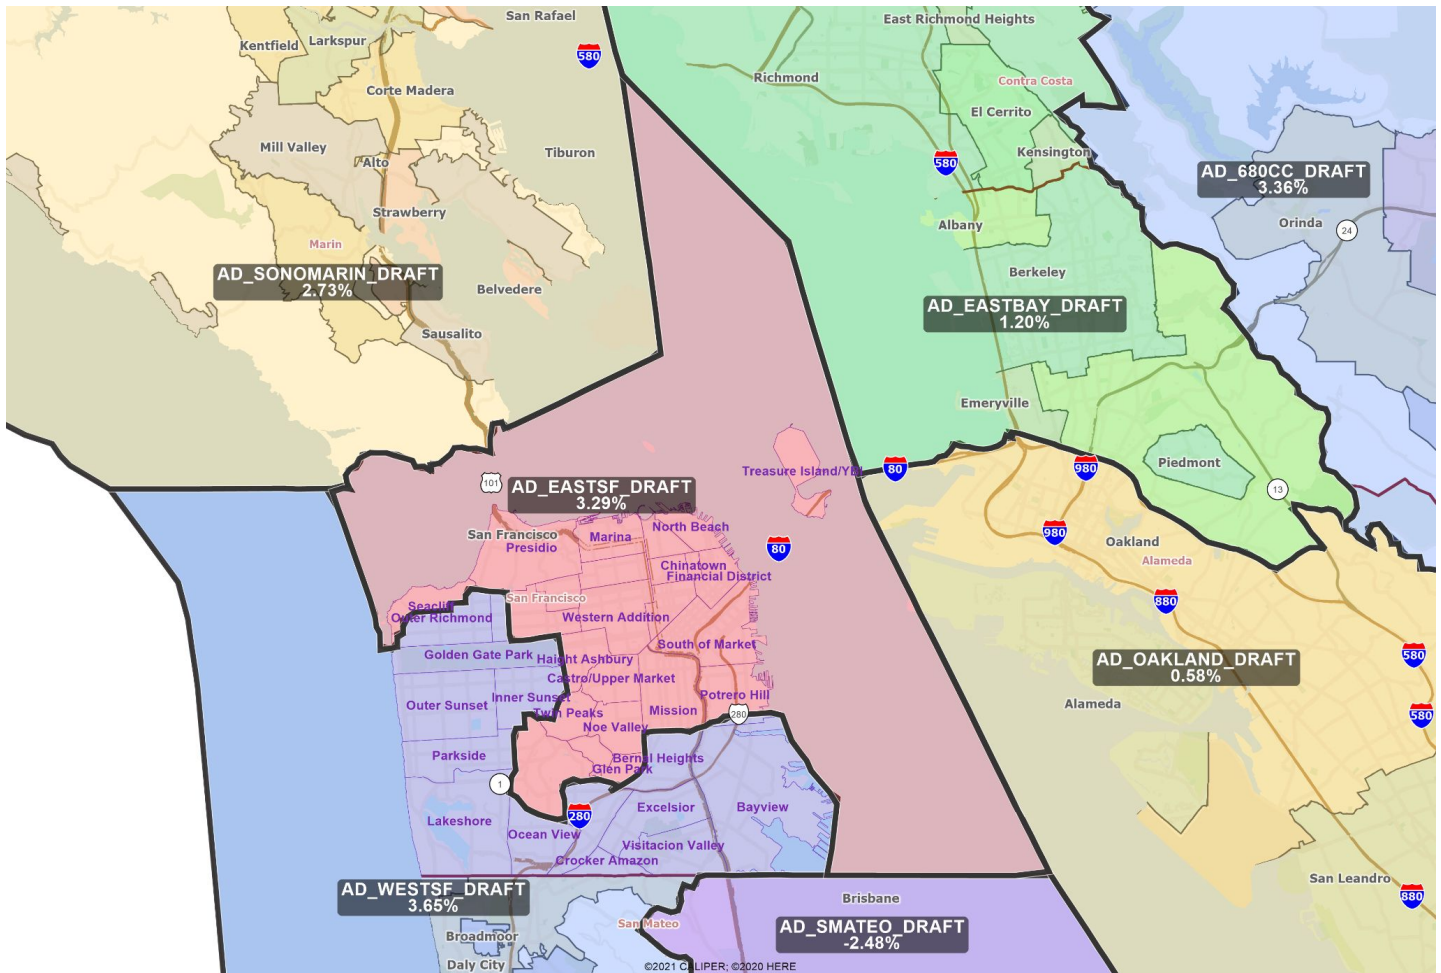 San Rafael
580
East Richmond Heights
Kentfield
Larkspur
Richmond
Contra Costa
Corte Madera
El Cerrito
Mill Valley
Alto
Tiburon
Kensington
580
AD_680CC_DRAFT
3.36%
Strawberry
Albany
Orinda
24
Marin
AD_SONOMARIN_DRAFT
2.73%
Belvedere
Berkeley
AD_EASTBAY_DRAFT
1.20%
Sausalito
Emeryville
Treasure Island/YBI
80
980
Piedmont
13
101
AD_EASTSF_DRAFT
3.29%
North Beach
San Francisco
Marina
Presidio
80
980
Oakland
Alameda
Chinatown
Financial District
San Francisco
880
Seacliff
Outer Richmond
Western Addition
South of Market
Golden Gate Park
Haight Ashbury
580
AD_OAKLAND_DRAFT
0.58%
Castro/Upper Market
Inner Sunset
Potrero Hill
Outer Sunset
Twin Peaks
Mission
280
Alameda
580
Noe Valley
Parkside
Bernal Heights
Glen Park
1
280
Excelsior
Bayview
Lakeshore
Ocean View
Visitacion Valley
Crocker Amazon
San Leandro
880
AD_WESTSF_DRAFT
3.65%
Brisbane
San Mateo
AD_SMATEO_DRAFT
-2.48%
Broadmoor
Daly City
©2021 CALIPER; ©2020 HERE